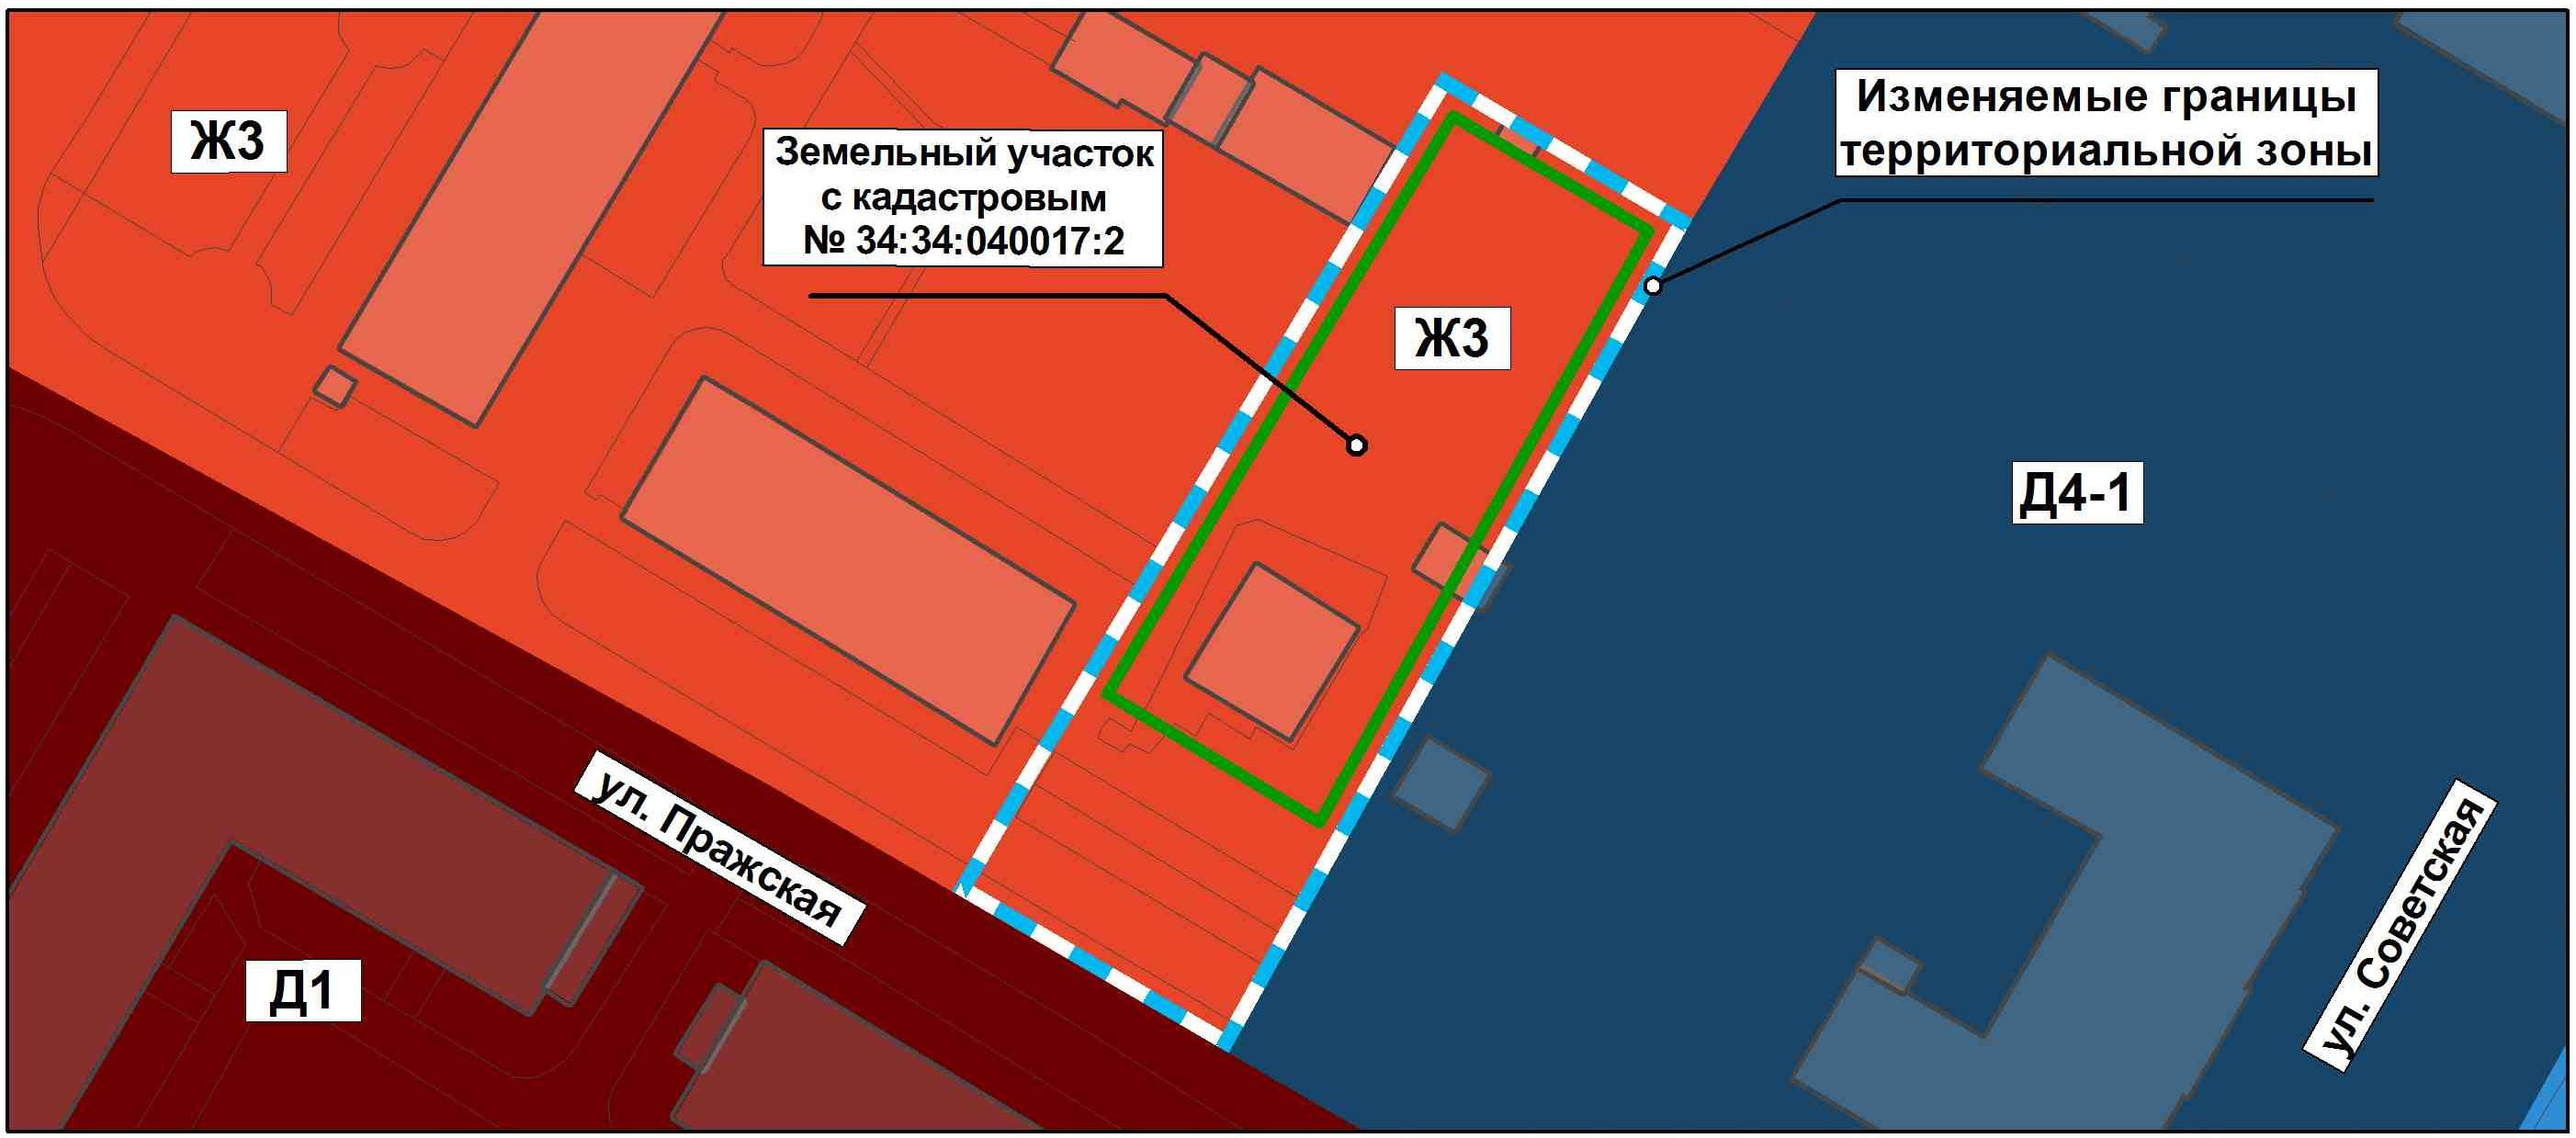 Ж3
Земельный участок
с кадастровым
№ 34:34:040017:2
Изменяемые границы
территориальной зоны
Ж3
Д4-1
ул. Пражская
ул. Советская
Д1